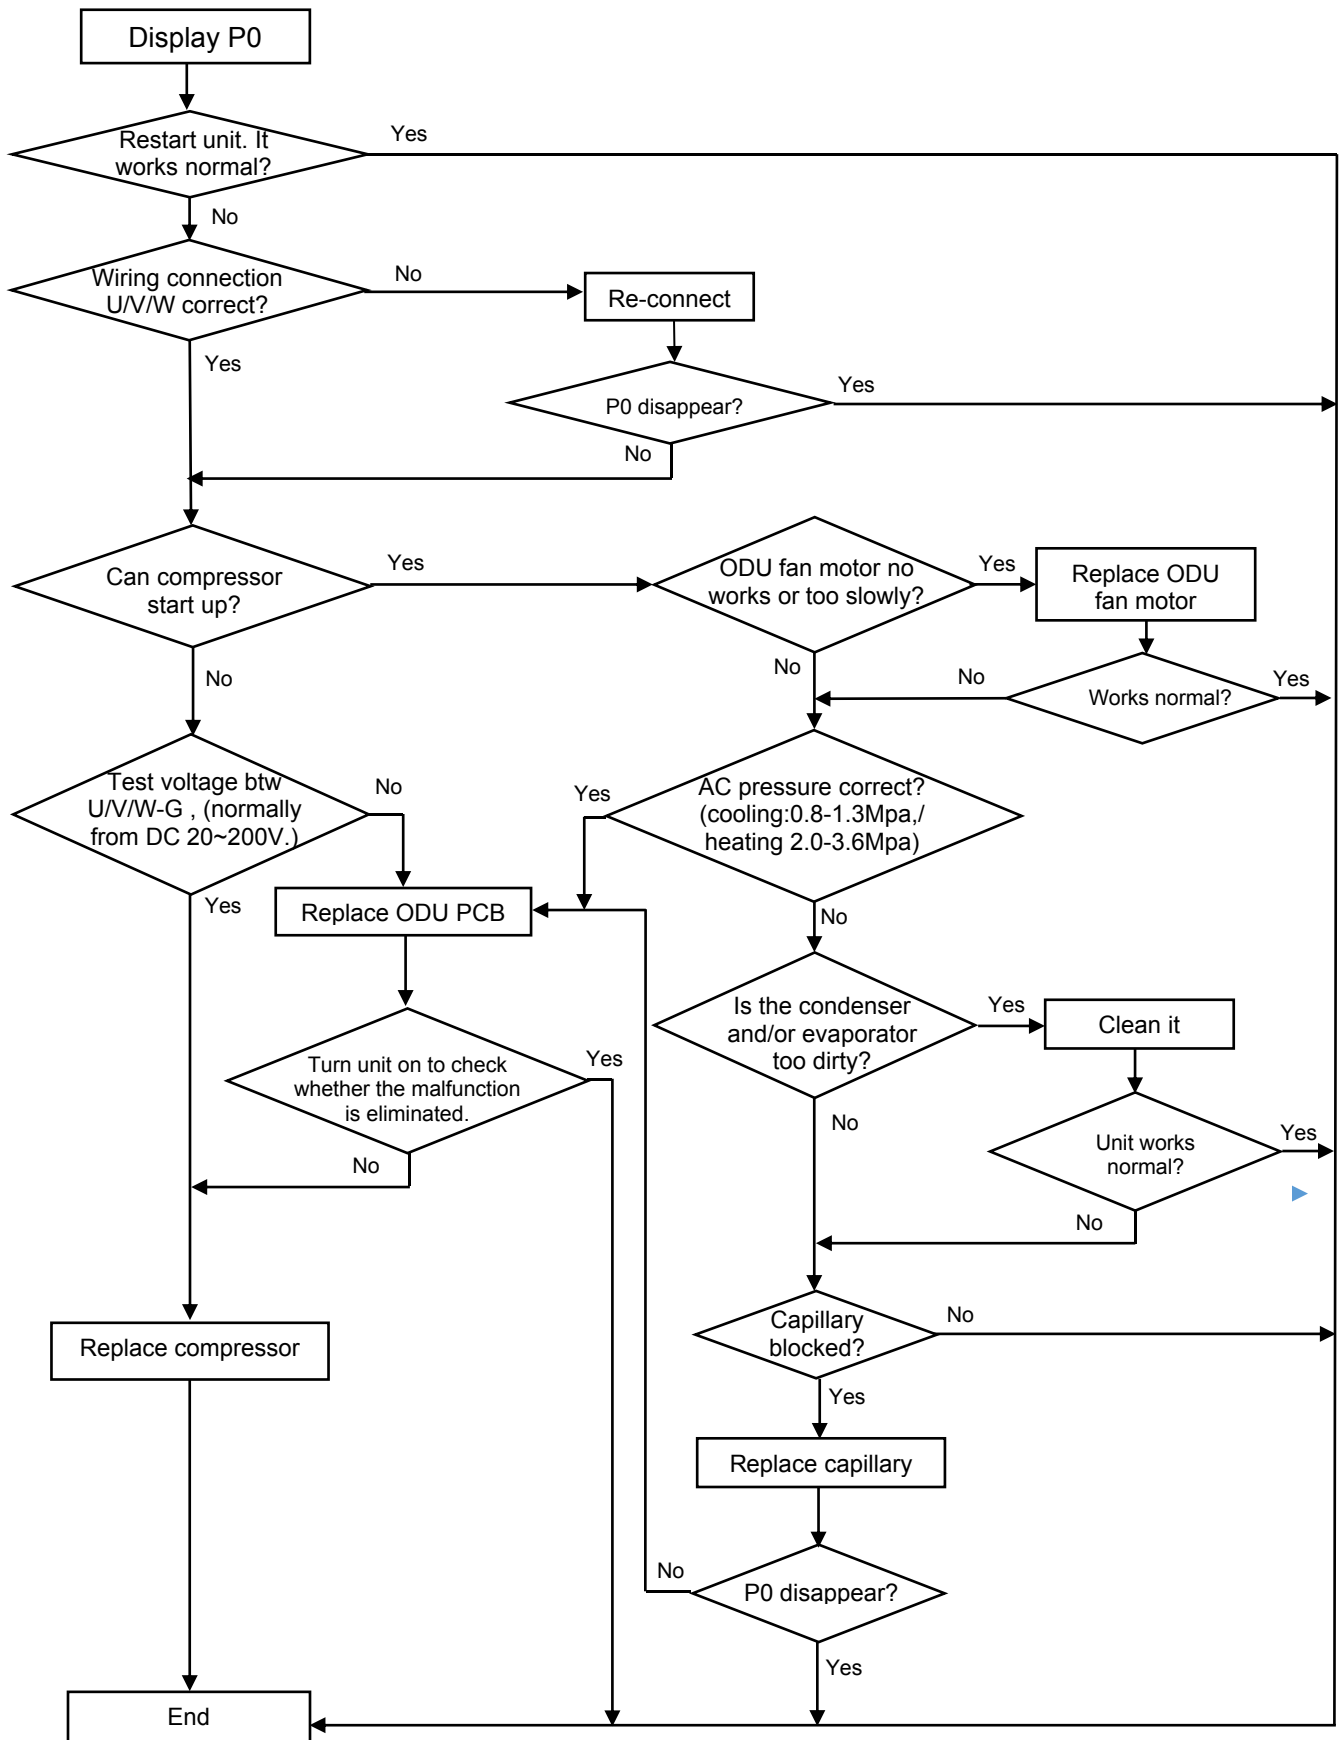 Display P0
Restart unit. It
works normal?
Yes
No
Wiring connection
U/V/W correct?
No
Re-connect
Yes
P0 disappear?
Yes
No
Can compressor
start up?
Yes
ODU fan motor no
works or too slowly?
Yes
Replace ODU
fan motor
No
No
No
Works normal?
Yes
Test voltage btw
U/V/W-G , (normally
from DC 20~200V.)
No
Yes
AC pressure correct?
(cooling:0.8-1.3Mpa,/
heating 2.0-3.6Mpa)
Yes
Replace ODU PCB
No
Is the condenser
and/or evaporator
too dirty?
Yes
Clean it
Turn unit on to check
whether the malfunction
is eliminated.
Yes
No
No
Unit works
normal?
Yes
No
Capillary
blocked?
No
Replace compressor
Yes
Replace capillary
No
P0 disappear?
Yes
End